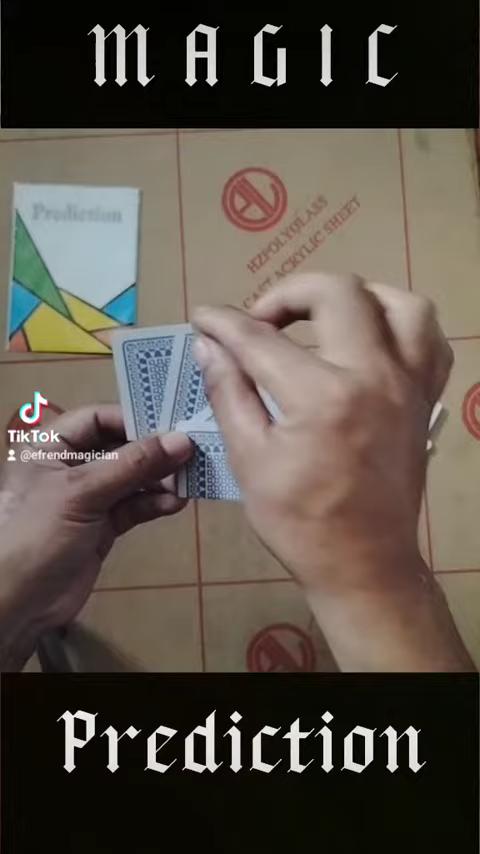 MAGIC
Prediction
HZPOLYGLASS
CAST ACRYLIC SHEET
TikTok
@efrendmagician
Prediction